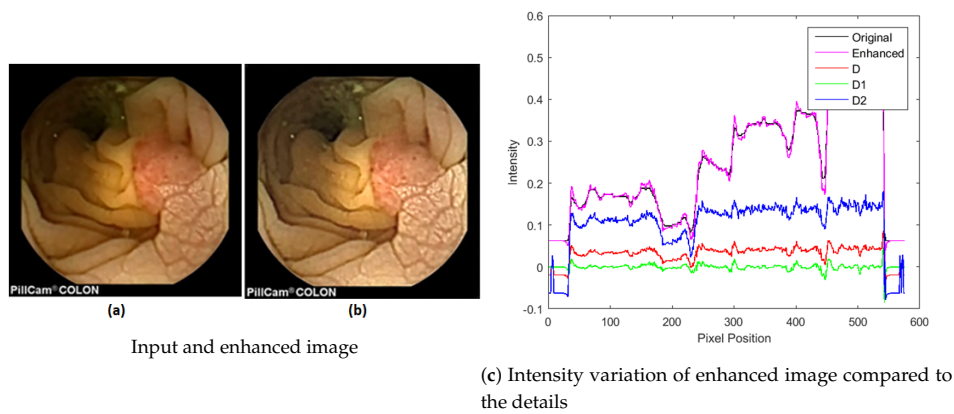 PillCam® COLON
PillCam® COLON
(a)
(b)
Input and enhanced image
0.6
0.5
0.4
0.3
0.2
0.1
0
-0.1
Intensity
0
100
200
300
400
500
600
Pixel Position
Original
Enhanced
D
D1
D2
(c) Intensity variation of enhanced image compared to
the details